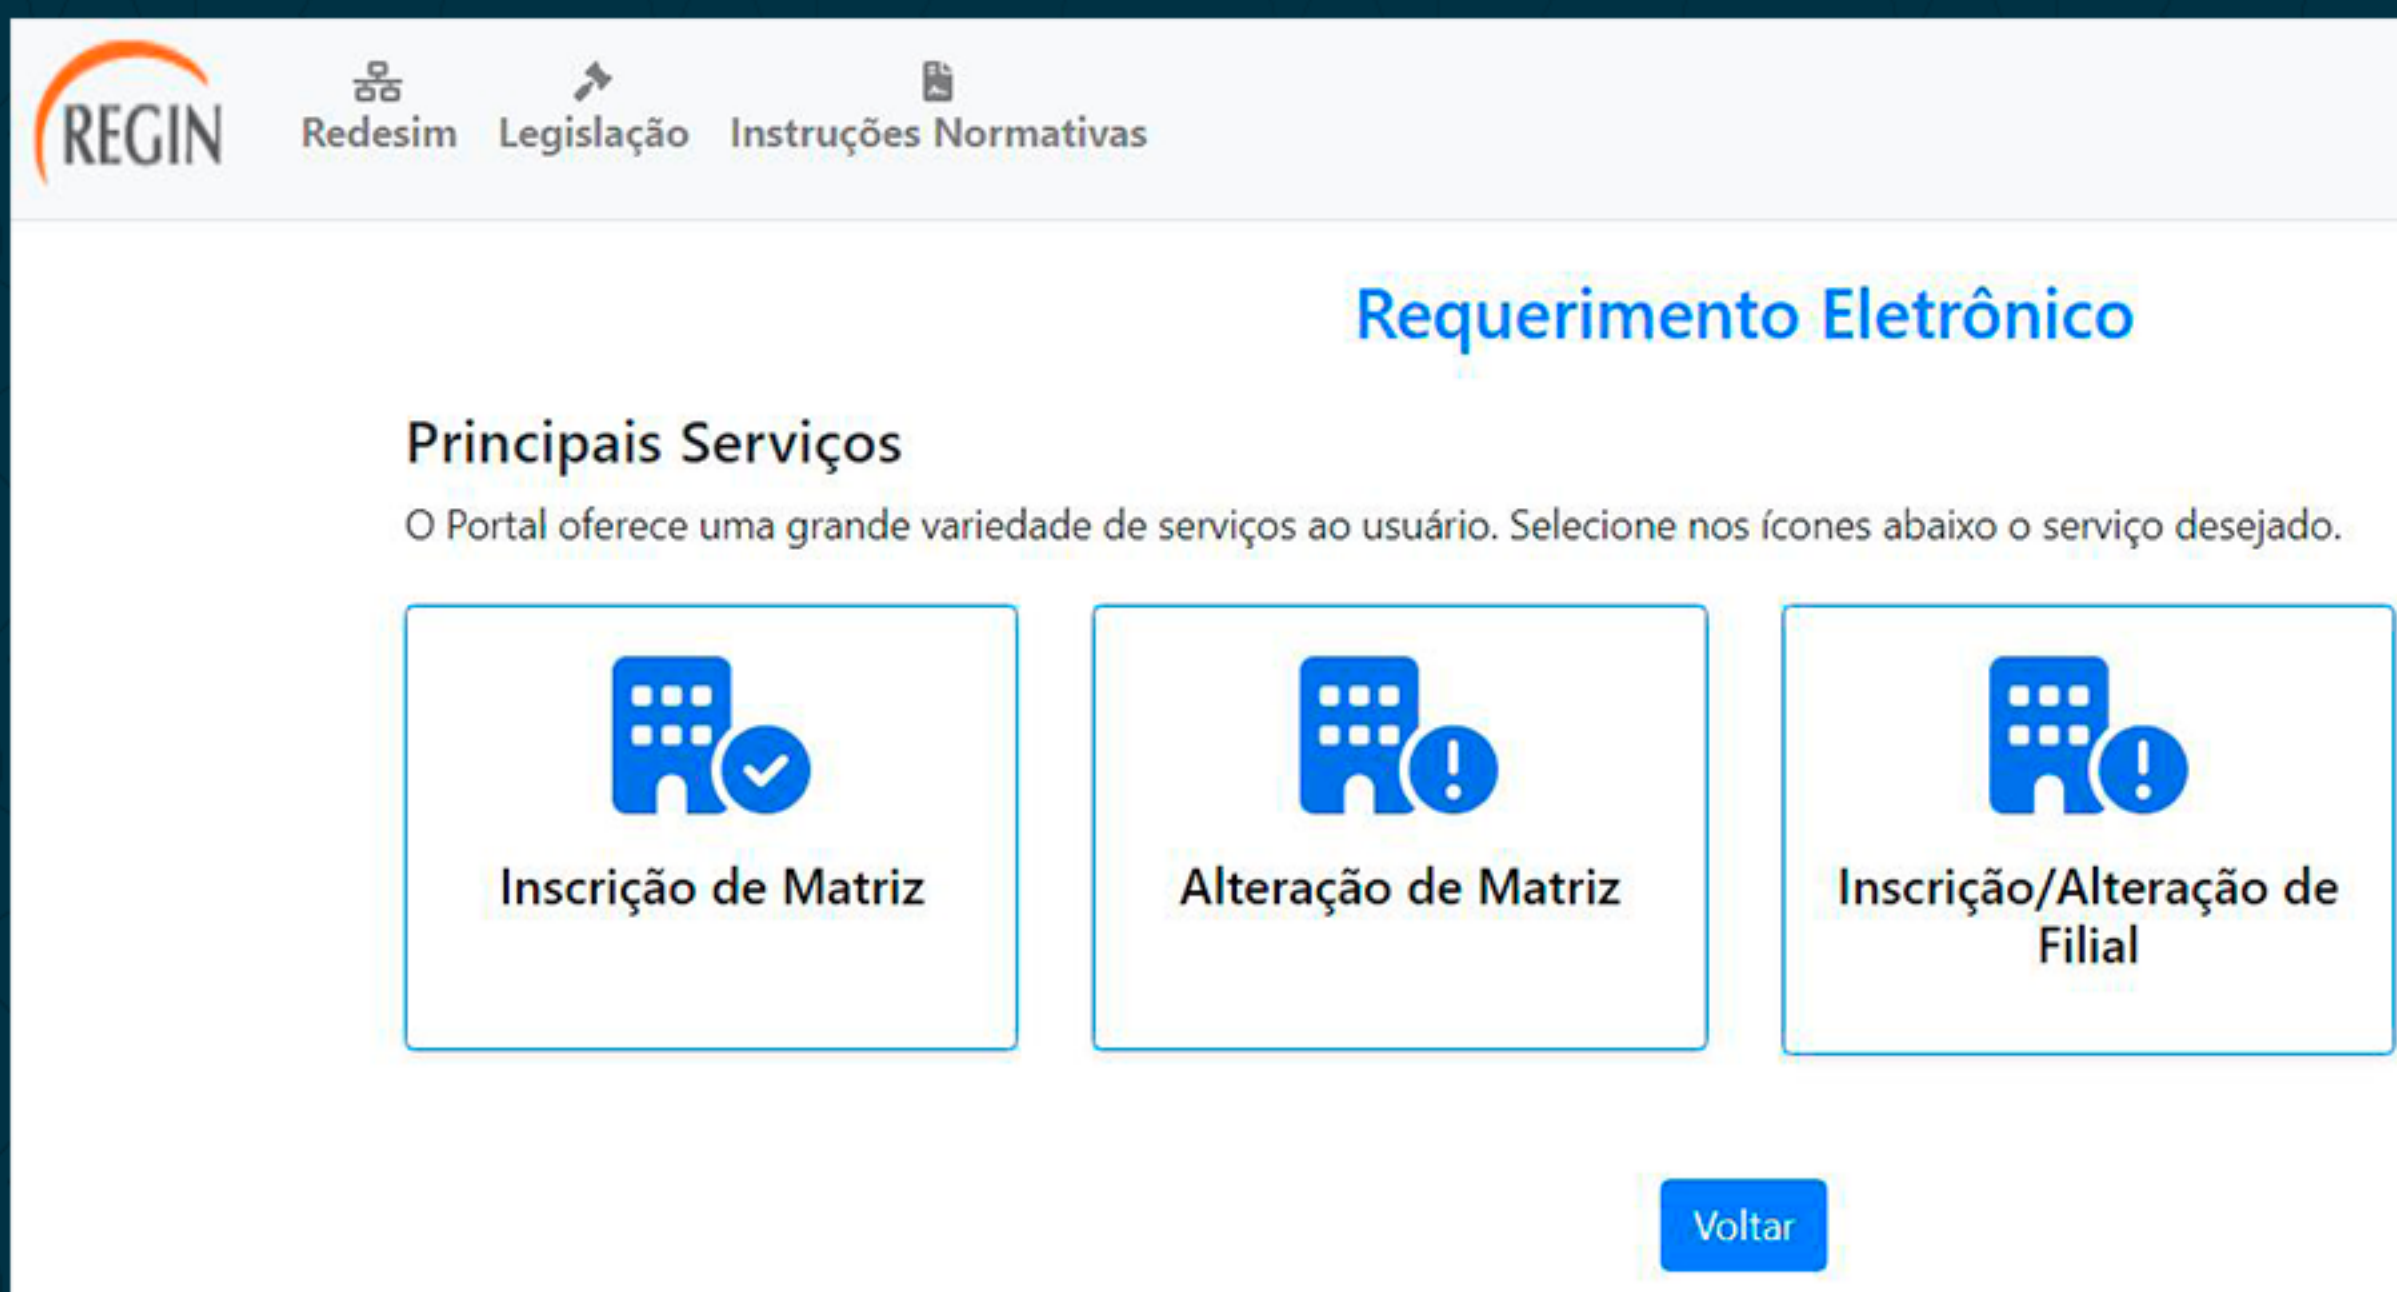 REGIN
Redesim
Legislação
Instruções Normativas
Requerimento Eletrônico
Principais Serviços
O Portal oferece uma grande variedade de serviços ao usuário. Selecione nos ícones abaixo o serviço desejado.
Inscrição de Matriz
Alteração de Matriz
Inscrição/Alteração de
Filial
Voltar